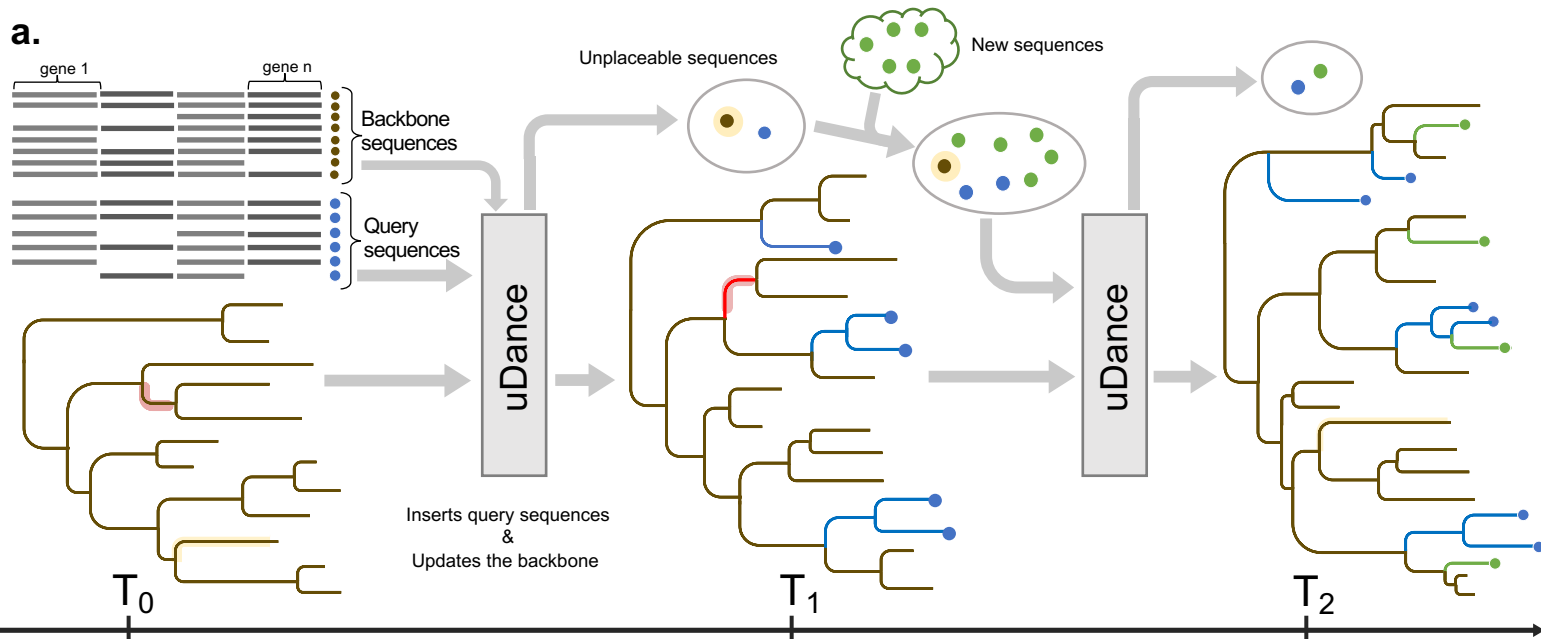 a.
gene 1
gene n
Backbone
sequences
Query
sequences
Unplaceable sequences
New sequences
uDance
uDance
Inserts query sequences
&
Updates the backbone
T0
T1
T2